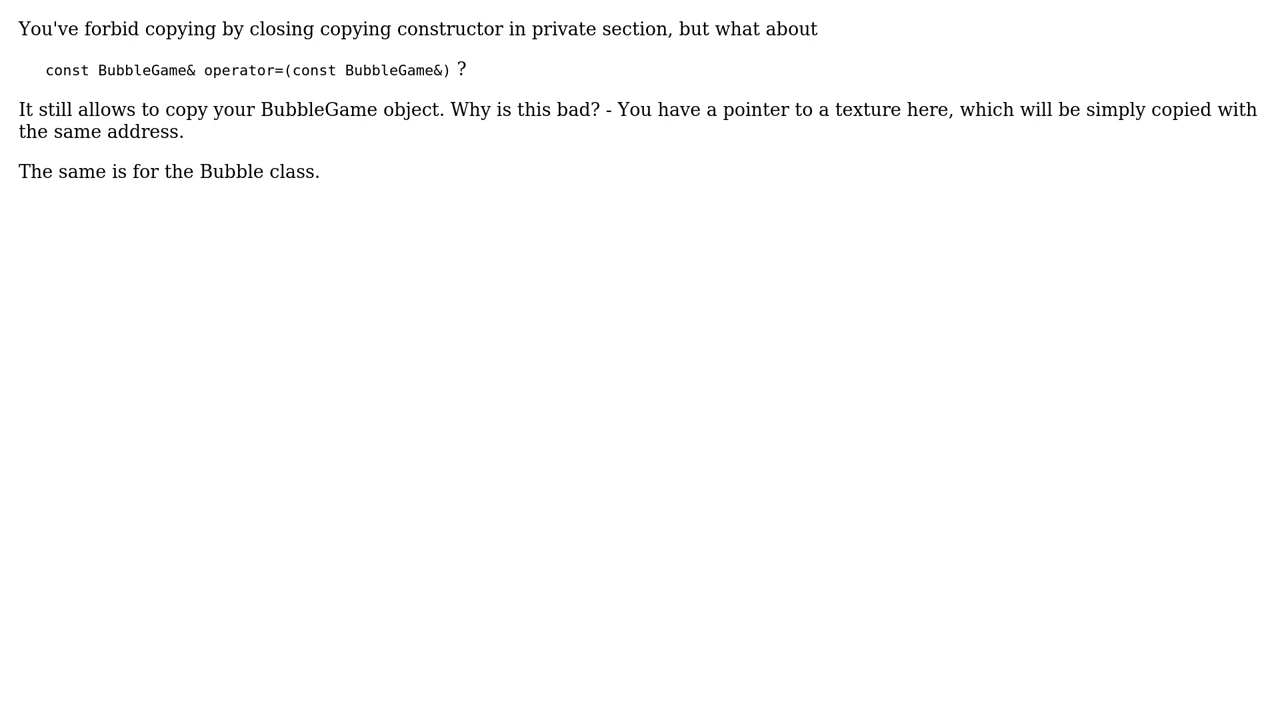 You've forbid copying by closing copying constructor in private section, but what about
const BubbleGame& operator=(const BubbleGame&) ?
It still allows to copy your BubbleGame object. Why is this bad? - You have a pointer to a texture here, which will be simply copied with
the same address.
The same is for the Bubble class.